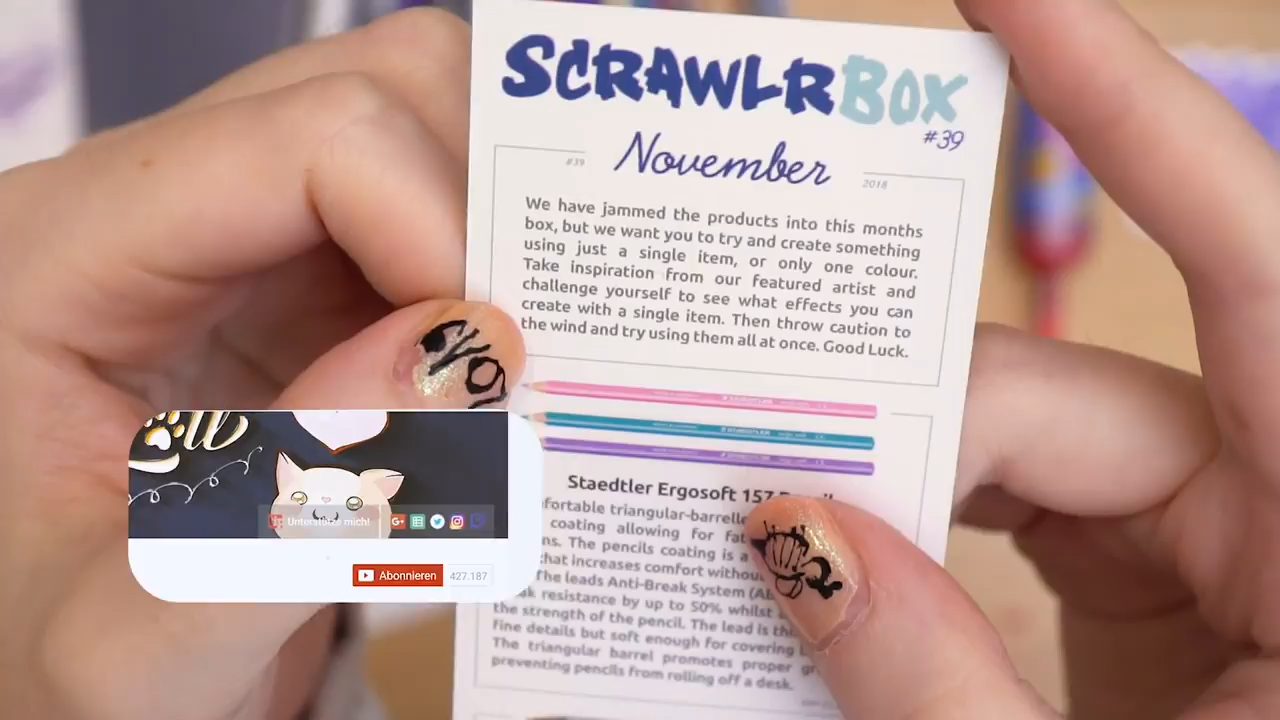 SCRAWLRBOX
#39
November
#39
2018
We have jammed the products into this months
box, but we want you to try and create something
using just a single item, or only one colour.
Take inspiration from our featured artist and
challenge yourself to see what effects you can
create with a single item. Then throw caution to
the wind and try using them all at once. Good Luck.
Staedtler Ergosoft 157
coating allowing for
The pencils coating is a
that increases comfort
The leads Anti-Break System
resistance by up to 50% whilst
the strength of the pencil. The lead is
fine details but soft enough for covering
The triangular barrel promotes proper
preventing pencils from rolling off a desk.
Unterstütze mich!
Abonnieren
427.187